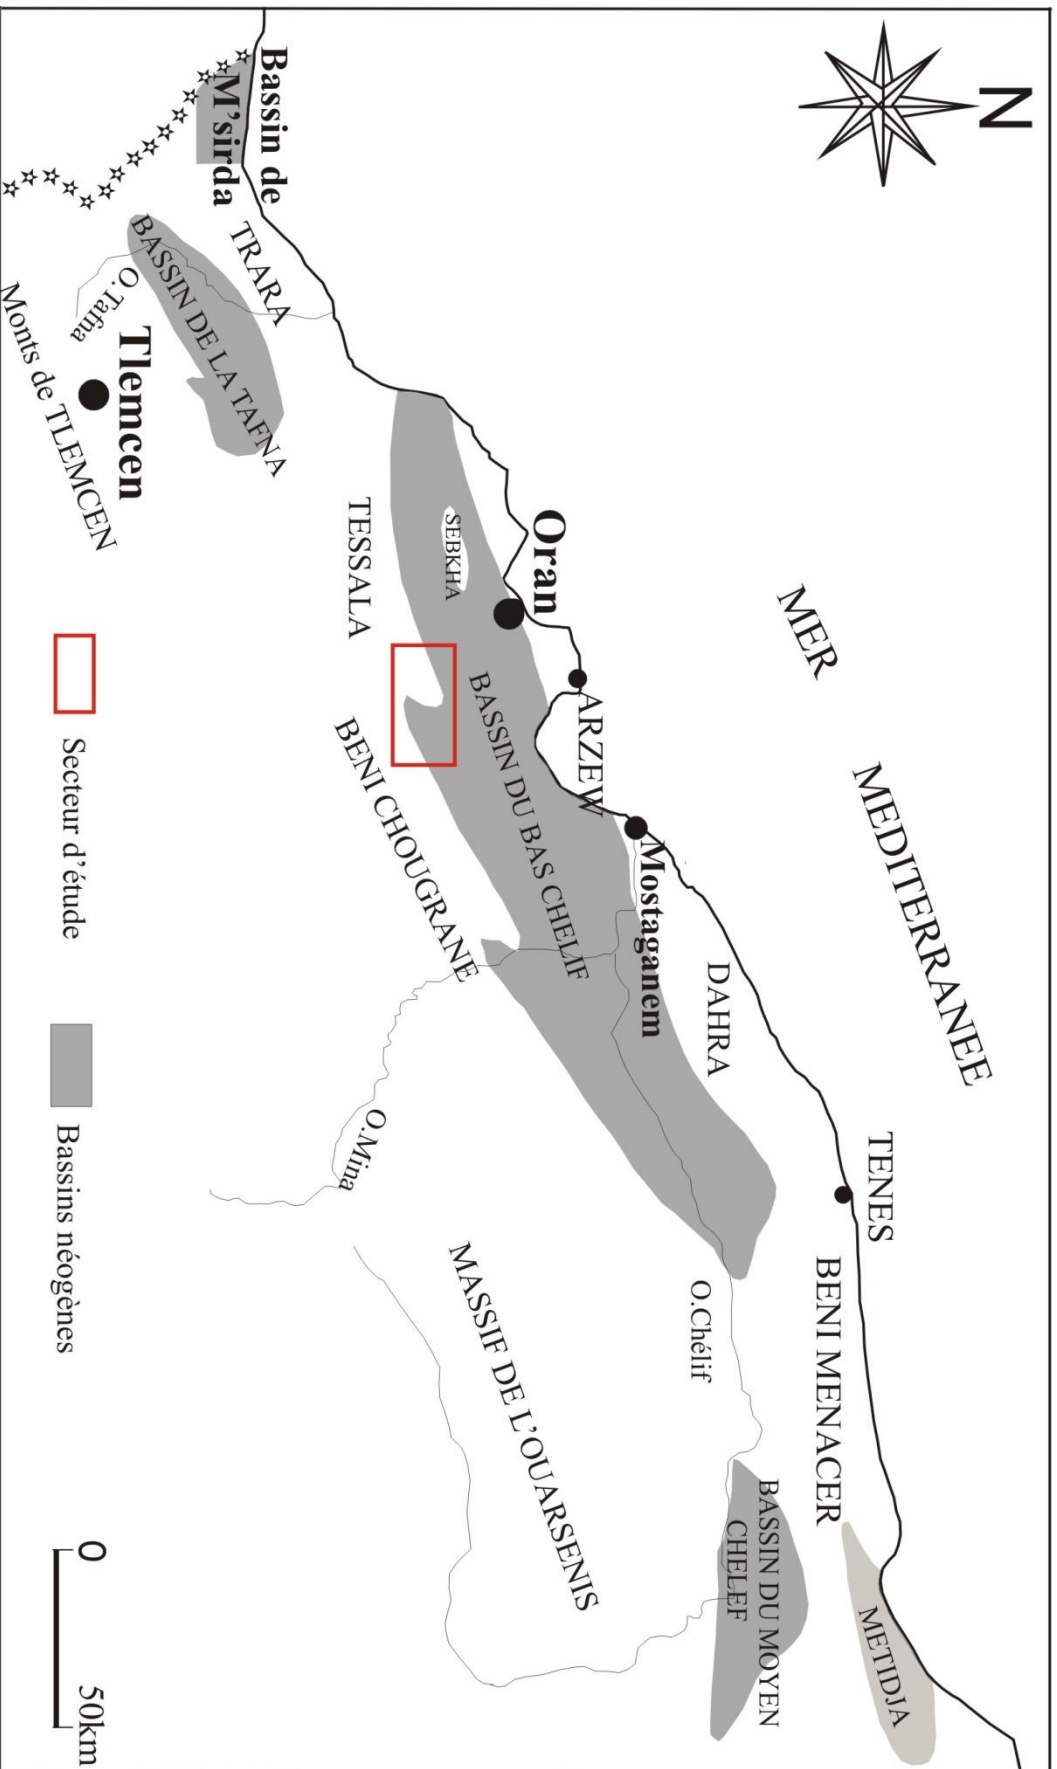 N
MER
MEDITERRANEE
TENES
BENI MENACER
METIDJA
ARZEW
Mostaganem
DAHRA
Oran
SEBKHA
BASSIN DU BAS CHELIF
O.Chélif
BASSIN DU MOYEN
CHELEF
Bassin de
M'sirda
TRARA
BASSIN DE LA TAFNA
O.Tafna
Tlemcen
Monts de TLEMCEN
TESSALA
BENI CHOUGRANE
O.Mina
MASSIF DE L'OUARSENIS
Secteur d'étude
Bassins néogènes
0 50km